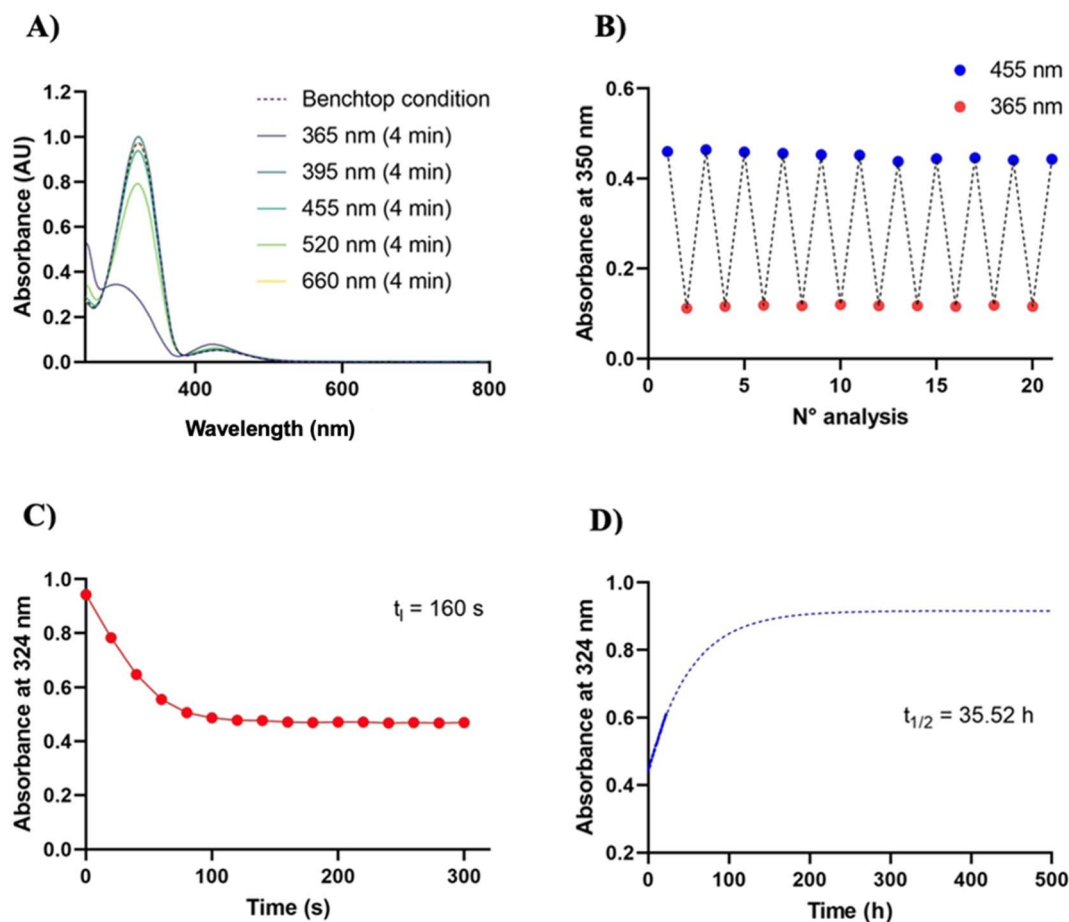 A)
Absorbance (AU)
1.2
1.0
0.8
0.6
0.4
0.2
0.0
400
600
800
Wavelength (nm)
Benchtop condition
365 nm (4 min)
395 nm (4 min)
455 nm (4 min)
520 nm (4 min)
660 nm (4 min)
B)
455 nm
365 nm
Absorbance at 350 nm
0.6
0.4
0.2
0.0
0
5
10
15
20
N° analysis
C)
Absorbance at 324 nm
1.0
0.8
0.6
0.4
0.2
0.0
0
100
200
300
Time (s)
tI = 160 s
D)
Absorbance at 324 nm
1.0
0.8
0.6
0.4
0.2
0
100
200
300
400
500
Time (h)
t1/2 = 35.52 h